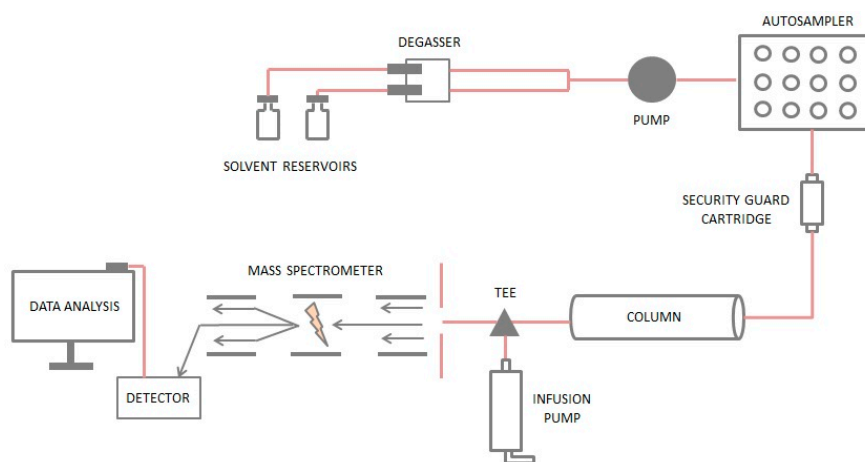 AUTOSAMPLER
DEGASSER
PUMP
SOLVENT RESERVOIRS
SECURITY GUARD
CARTRIDGE
MASS SPECTROMETER
TEE
DATA ANALYSIS
COLUMN
DETECTOR
INFUSION
PUMP